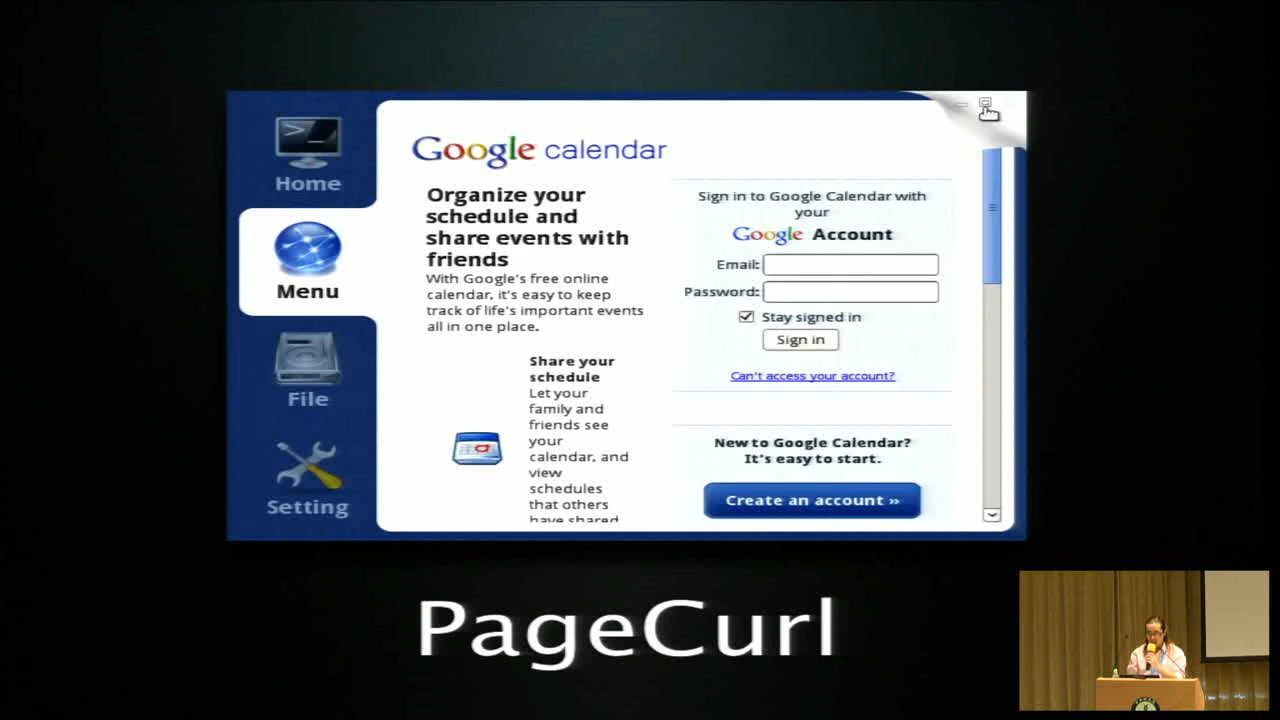 Home
Menu
File
Setting
Google calendar
Organize your
schedule and
share events with
friends
With Google's free online
calendar, it's easy to keep
track of life's important events
all in one place.
Share your
schedule
Let your
family and
friends see
your
calendar, and
view
schedules
that others
have shared
Sign in to Google Calendar with
your
Google Account
Email:
Password:
Stay signed in
Sign in
Can't access your account?
New to Google Calendar?
It's easy to start.
Create an account »
PageCurl